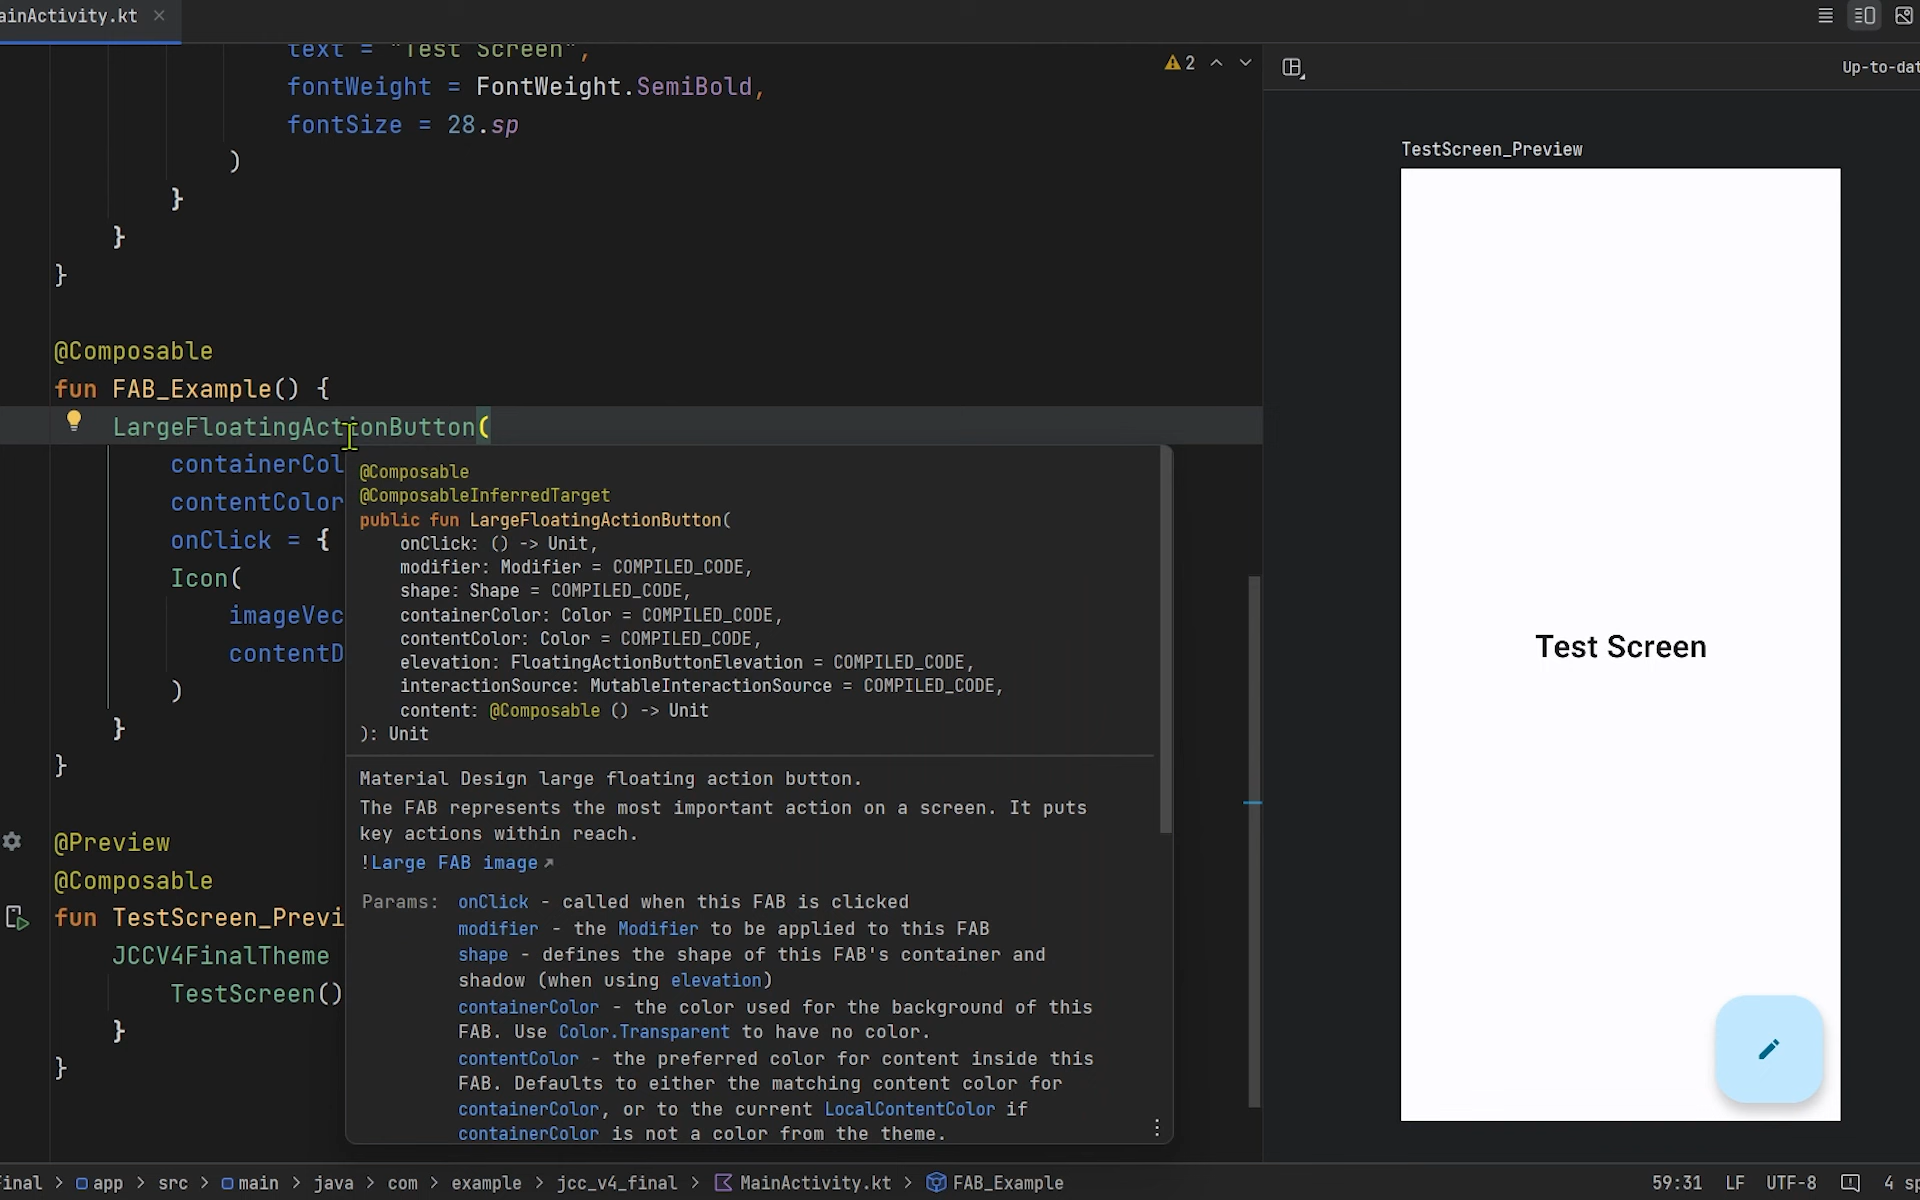 ainActivity.kt
2
Up-to-dat
text = "Test Screen",
fontWeight = FontWeight.SemiBold,
fontSize = 28.sp
)
}
}
}
@Composable
fun FAB_Example() {
LargeFloatingActionButton(
containerCol
contentColor
onClick = {
Icon(
imageVec
contentD
)
}
}
@Preview
@Composable
fun TestScreen_Previ
JCCV4FinalTheme
TestScreen()
}
}
@Composable
@ComposableInferredTarget
public fun LargeFloatingActionButton(
onClick: () -> Unit,
modifier: Modifier = COMPILED_CODE,
shape: Shape = COMPILED_CODE,
containerColor: Color = COMPILED_CODE,
contentColor: Color = COMPILED_CODE,
elevation: FloatingActionButtonElevation = COMPILED_CODE,
interactionSource: MutableInteractionSource = COMPILED_CODE,
content: @Composable () -> Unit
): Unit
Material Design large floating action button.
The FAB represents the most important action on a screen. It puts
key actions within reach.
!Large FAB image↗
Params: onClick - called when this FAB is clicked
modifier - the Modifier to be applied to this FAB
shape - defines the shape of this FAB's container and
shadow (when using elevation)
containerColor - the color used for the background of this
FAB. Use Color.Transparent to have no color.
contentColor - the preferred color for content inside this
FAB. Defaults to either the matching content color for
containerColor, or to the current LocalContentColor if
containerColor is not a color from the theme.
TestScreen_Preview
Test Screen
Final > app > src > main > java > com > example > jcc_v4_final > MainActivity.kt > FAB_Example
59:31 LF UTF-8 4 sp